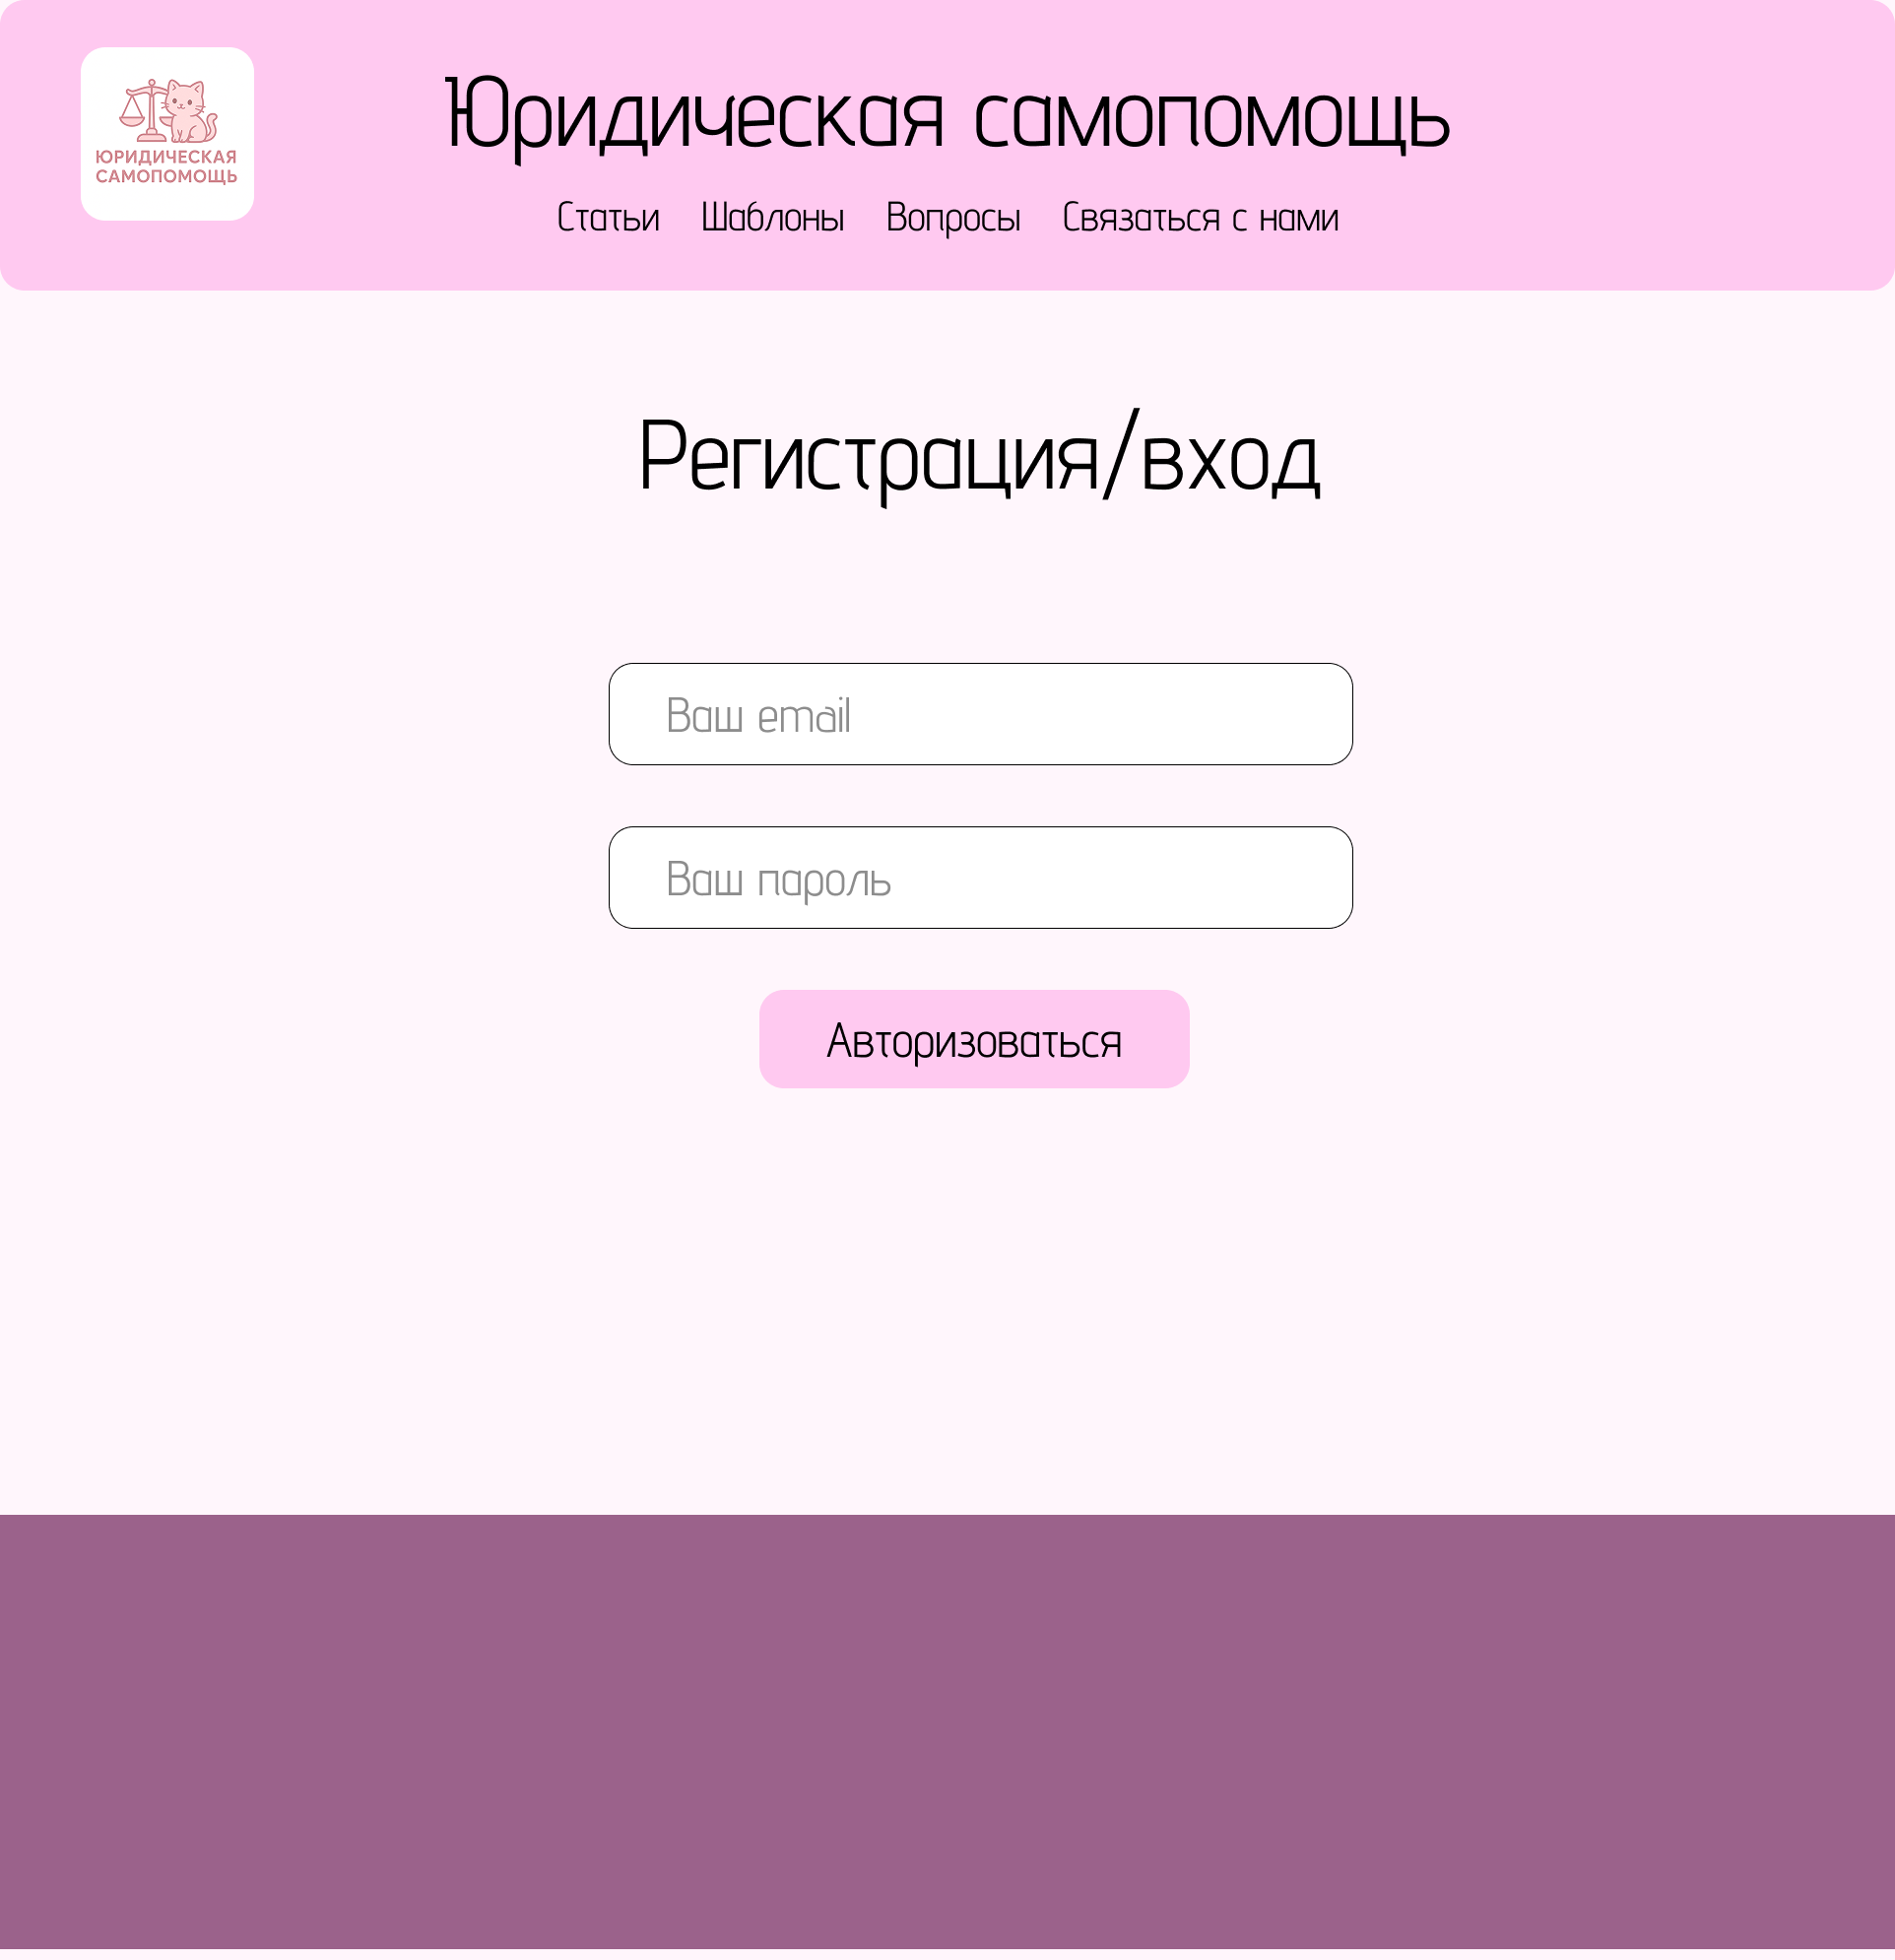 ЮРИДИЧЕСКАЯ
САМОПОМОЩЬ
Юридическая самопомощь
Статьи Шаблоны Вопросы Связаться с нами
Регистрация/вход
Ваш email
Ваш пароль
Авторизоваться